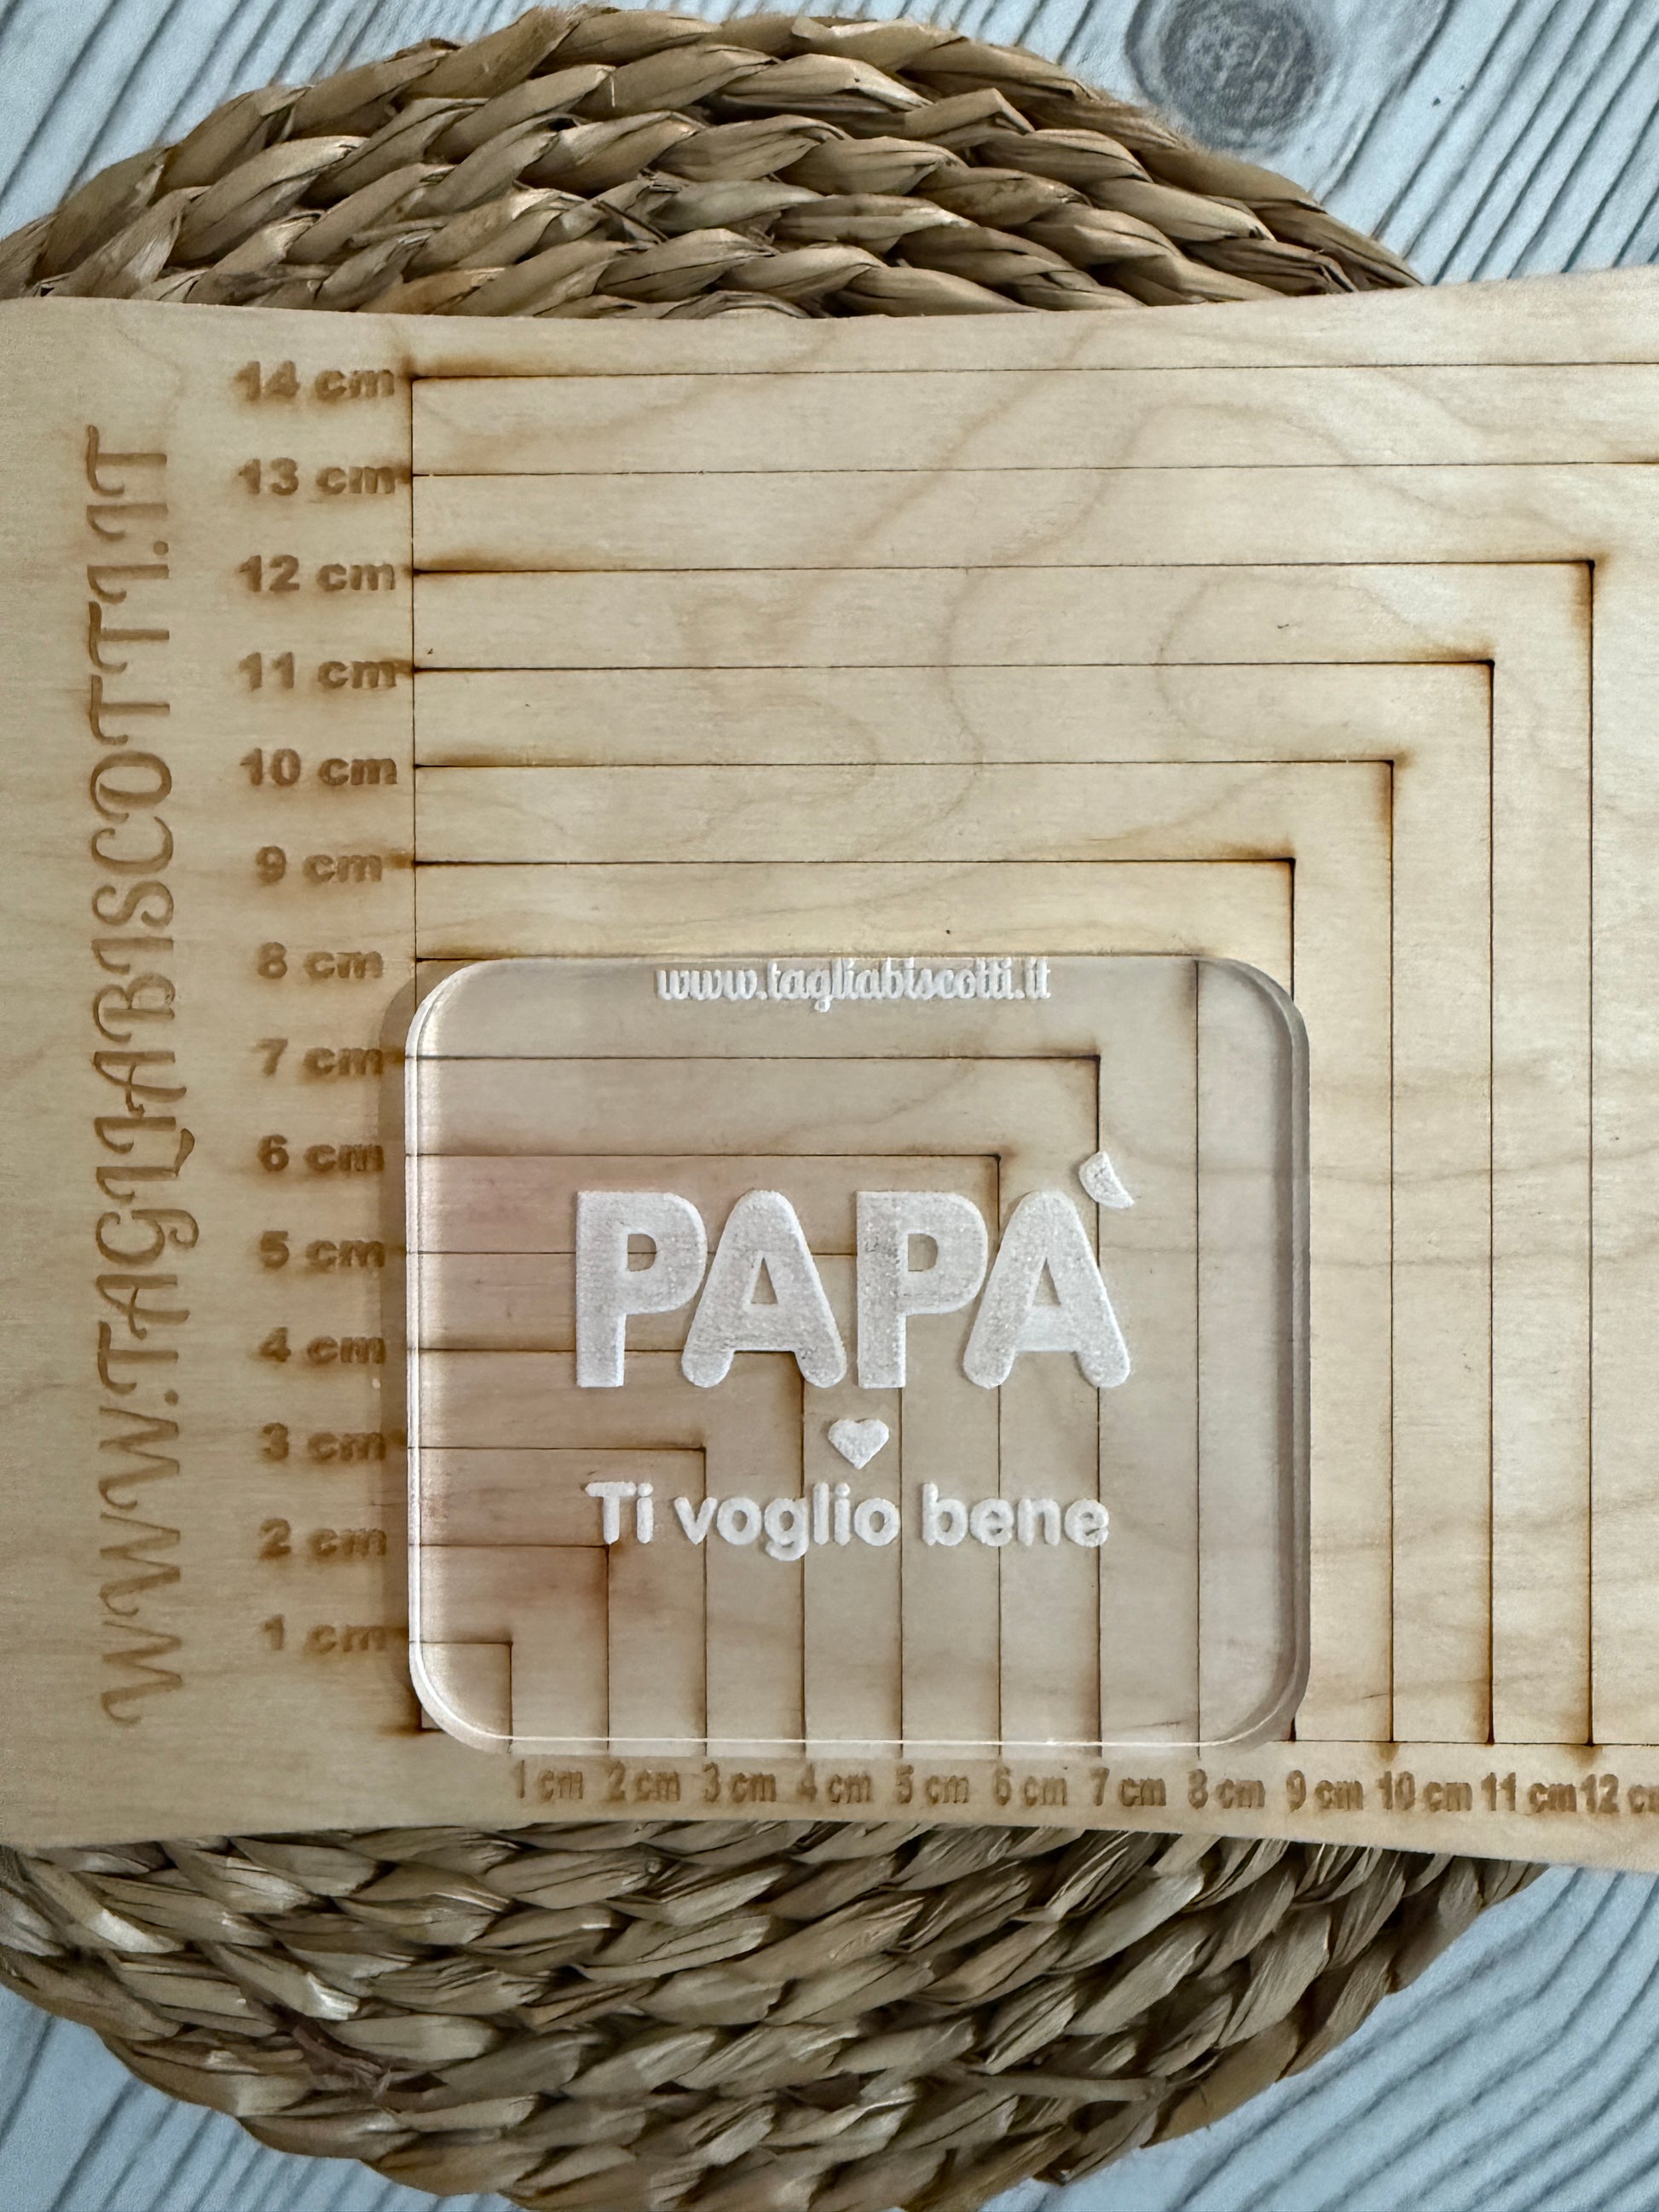 WWW.TAGLIABISCOTTI.IT
14 cm
13 cm
12 cm
11 cm
10 cm
9 cm
8 cm
7 cm
6 cm
5 cm
4 cm
3 cm
2 cm
1 cm
www.tagliabiscotti.it
PAPÀ
Ti voglio bene
1 cm 2 cm 3 cm 4 cm 5 cm 6 cm 7 cm 8 cm 9 cm 10 cm 11 cm 12 c